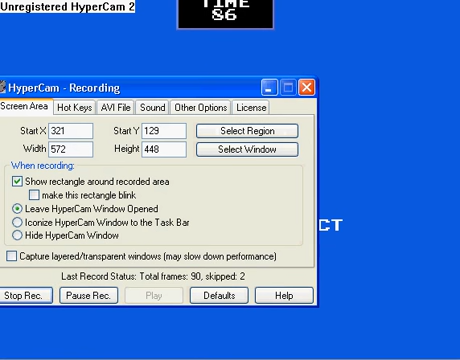 Unregistered HyperCam 2
TIME
86
HyperCam - Recording
Screen Area Hot Keys AVI File Sound Other Options License
Start X 321 Start Y 129 Select Region
Width 572 Height 448 Select Window
When recording:
Show rectangle around recorded area
make this rectangle blink
Leave HyperCam Window Opened
Iconize HyperCam Window to the Task Bar
Hide HyperCam Window
CT
Capture layered/transparent windows (may slow down performance)
Last Record Status: Total frames: 90, skipped: 2
Stop Rec. Pause Rec. Play Defaults Help